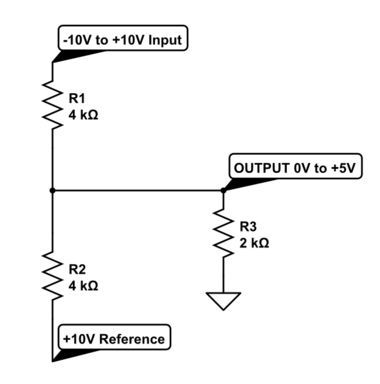 -10V to +10V Input
R1
4 kΩ
OUTPUT 0V to +5V
R3
2 kΩ
R2
4 kΩ
+10V Reference